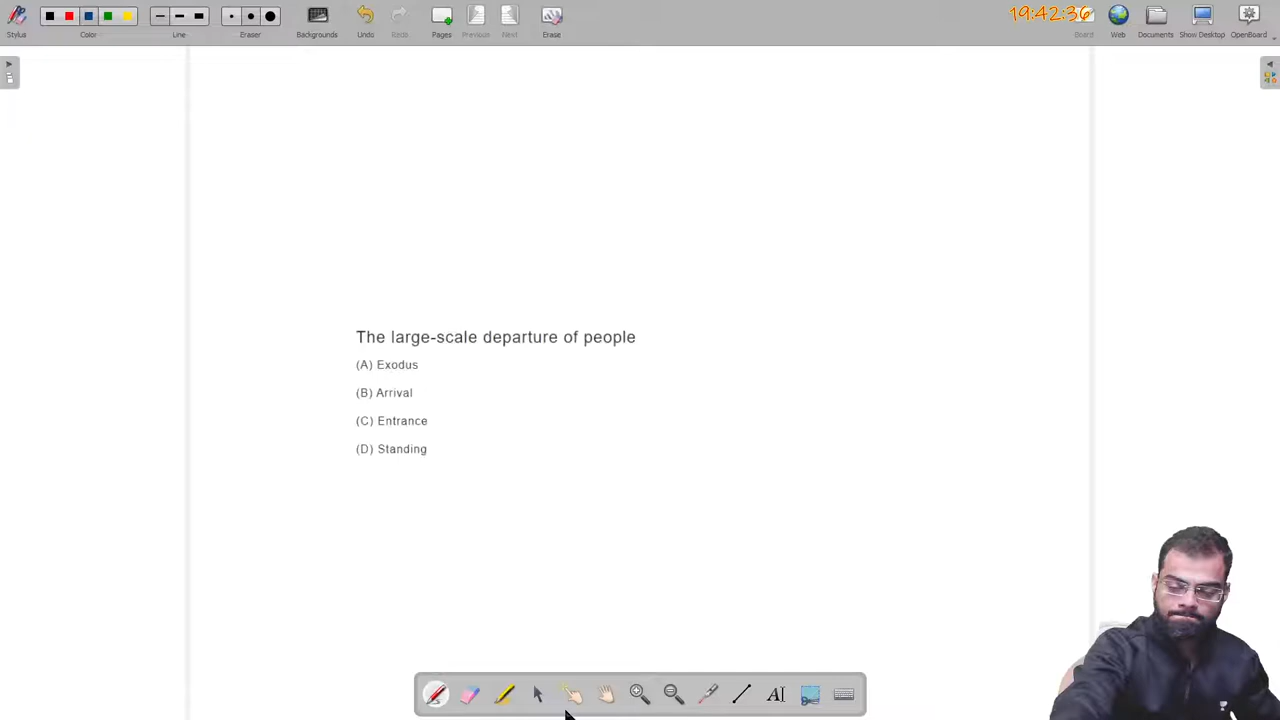 19:42:36
Stylus Color Line Eraser Backgrounds Undo Redo Pages Previous Next Erase Board Web Documents Show Desktop OpenBoard
The large-scale departure of people
(A) Exodus
(B) Arrival
(C) Entrance
(D) Standing
AI